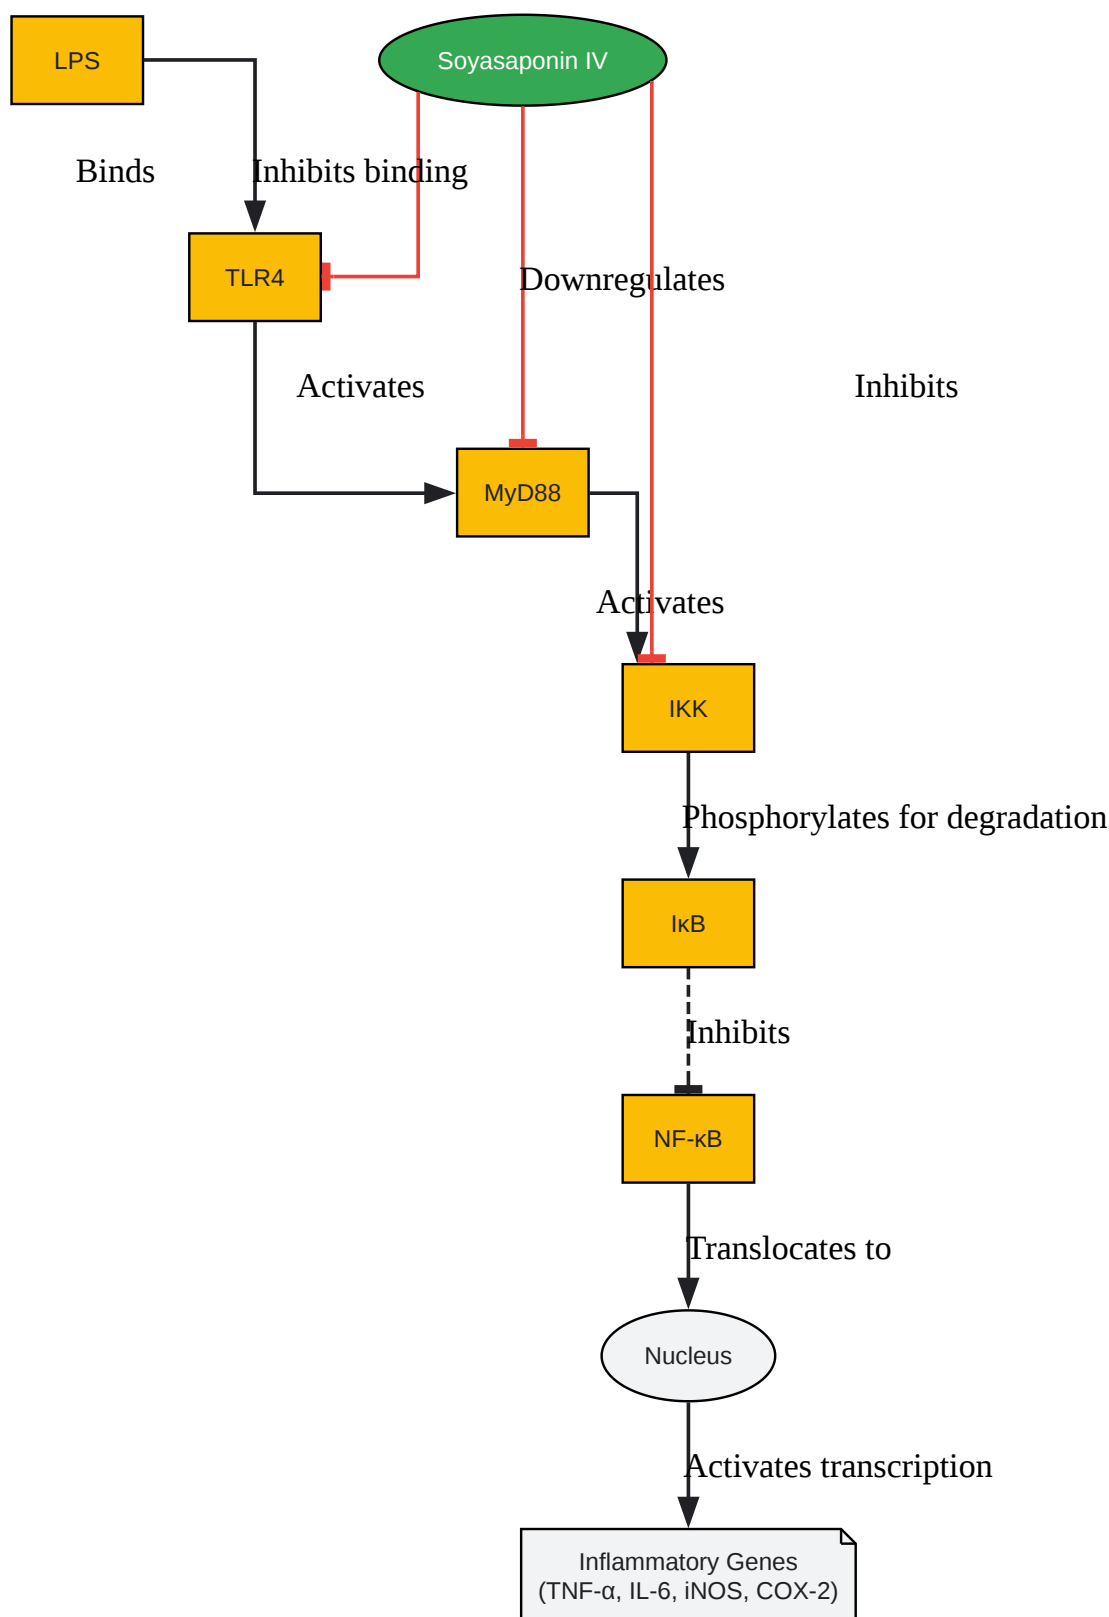 LPS
Soyasaponin IV
Binds
Inhibits binding
TLR4
Downregulates
Activates
Inhibits
MyD88
Activates
IKK
Phosphorylates for degradation
IκB
Inhibits
NF-κB
Translocates to
Nucleus
Activates transcription
Inflammatory Genes
(TNF-α, IL-6, iNOS, COX-2)